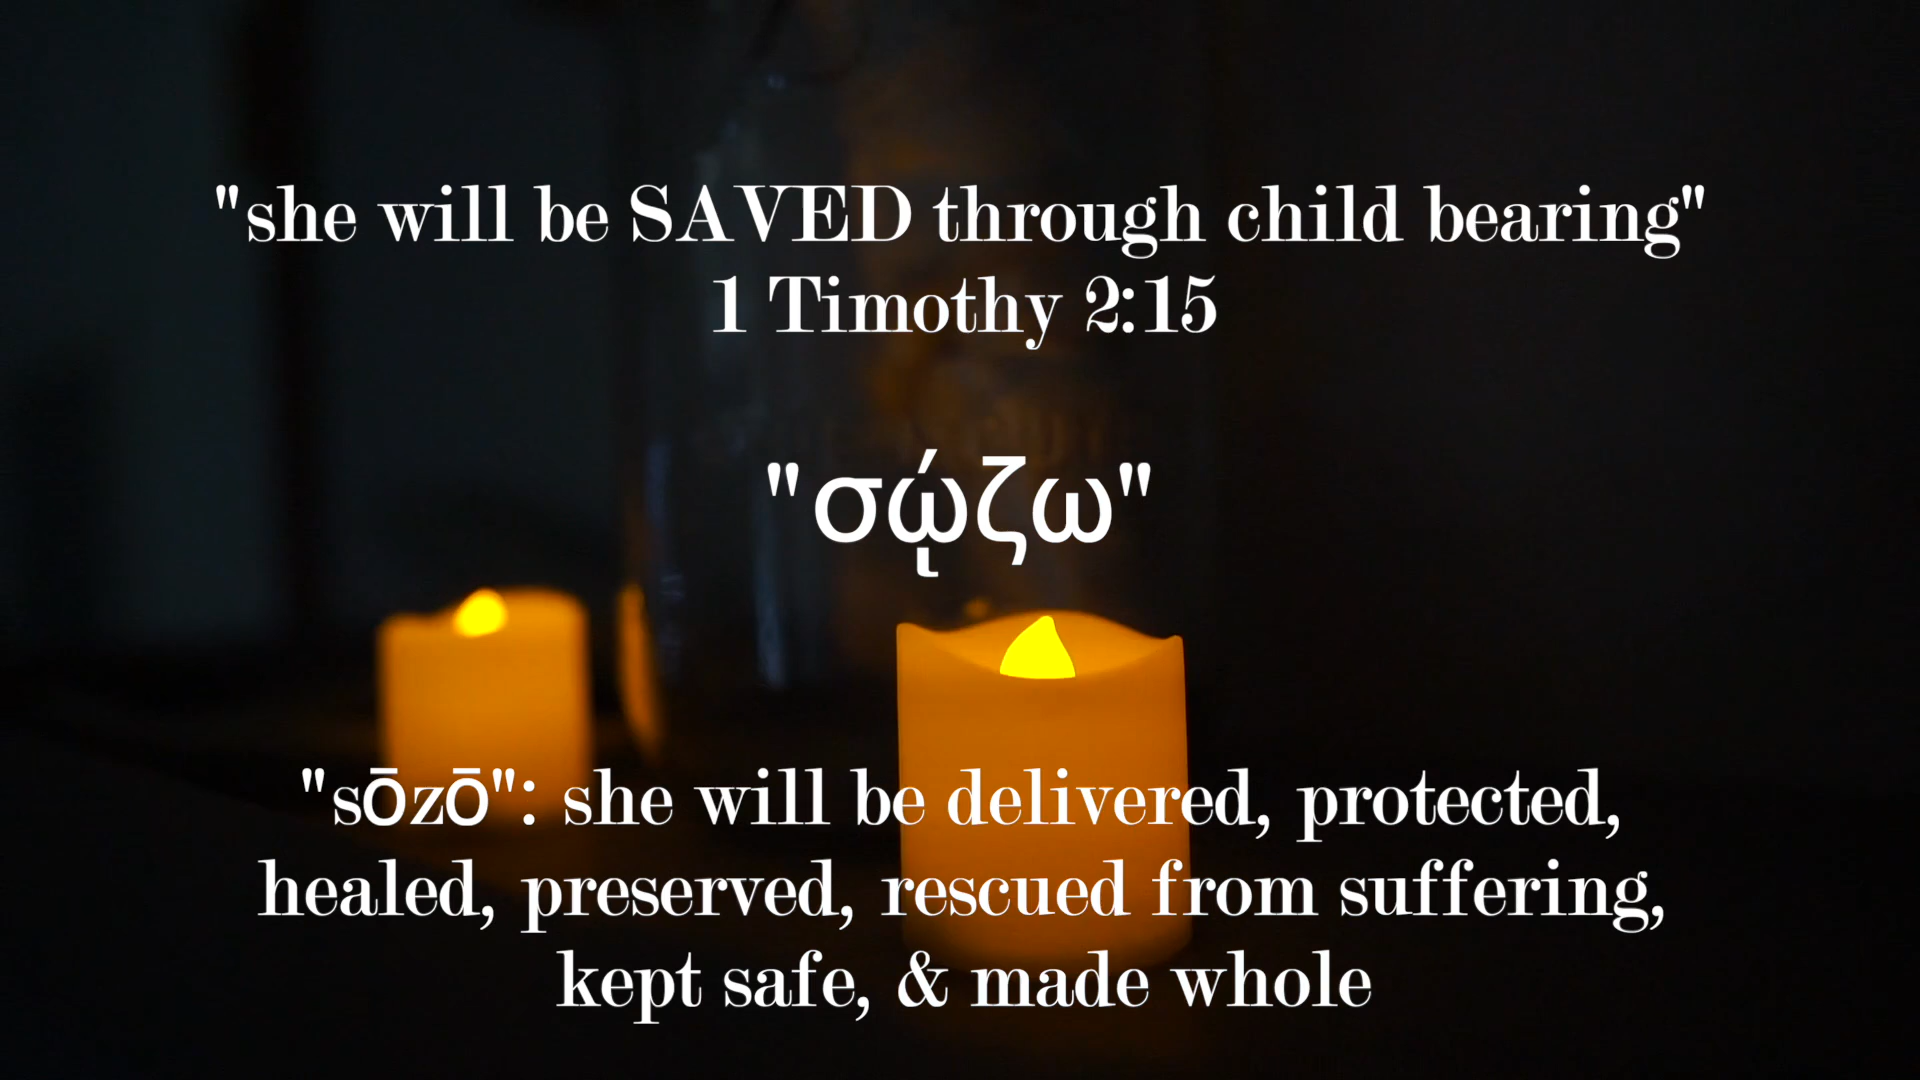 "she will be SAVED through child bearing"
1 Timothy 2:15
"σῴζω"
"sōzō": she will be delivered, protected,
healed, preserved, rescued from suffering,
kept safe, & made whole